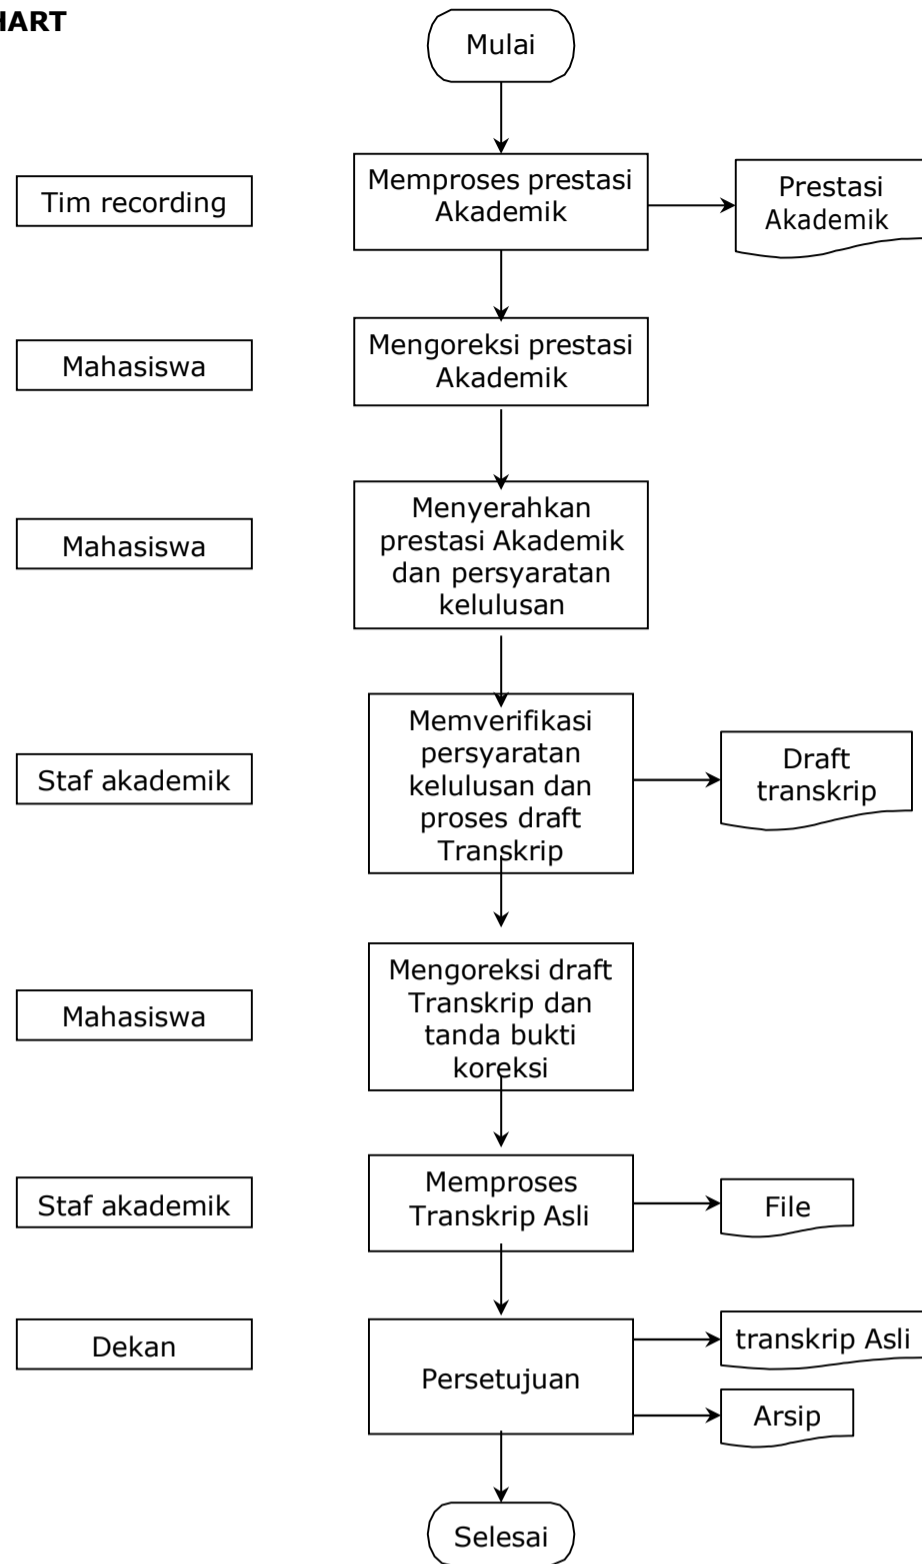 HART
Mulai
Tim recording
Memproses prestasi
Akademik
Prestasi
Akademik
Mahasiswa
Mengoreksi prestasi
Akademik
Mahasiswa
Menyerahkan
prestasi Akademik
dan persyaratan
kelulusan
Staf akademik
Memverifikasi
persyaratan
kelulusan dan
proses draft
Transkrip
Draft
transkrip
Mahasiswa
Mengoreksi draft
Transkrip dan
tanda bukti
koreksi
Staf akademik
Memproses
Transkrip Asli
File
Dekan
Persetujuan
transkrip Asli
Arsip
Selesai